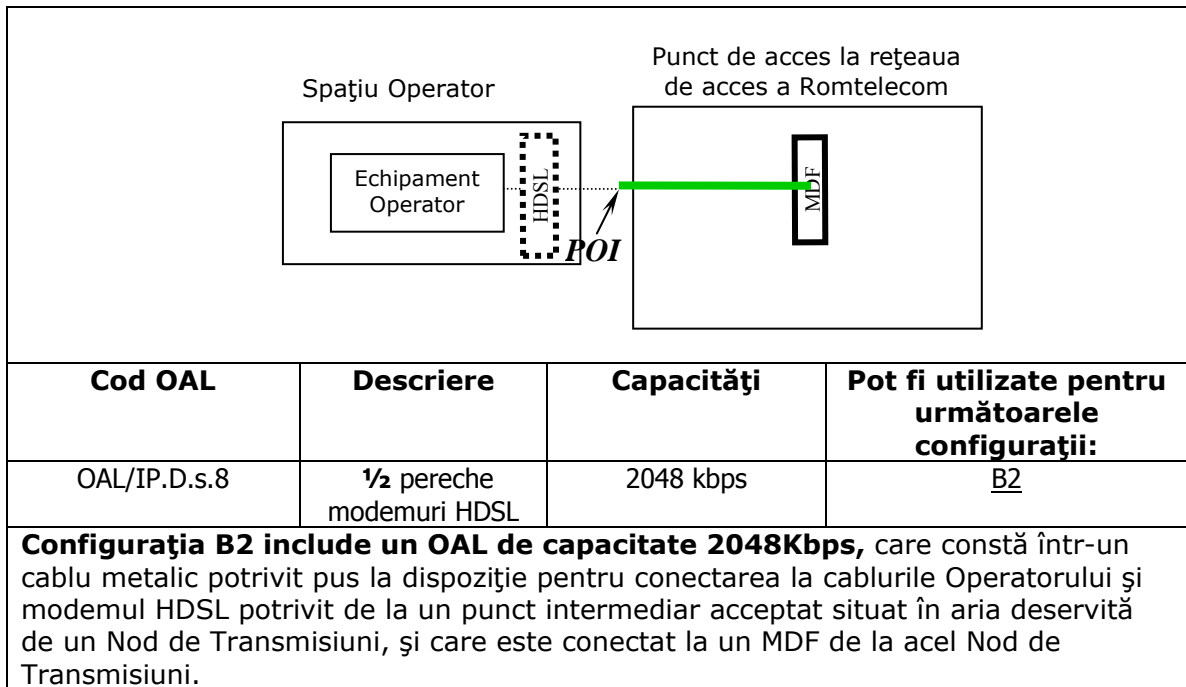 Punct de acces la reţeaua
de acces a Romtelecom
Spaţiu Operator
Echipament
Operator
HDSL
MDF
POI
Cod OAL
Descriere
Capacităţi
Pot fi utilizate pentru
următoarele
configuraţii:
OAL/IP.D.s.8
½ pereche
modemuri HDSL
2048 kbps
B2
Configuraţia B2 include un OAL de capacitate 2048Kbps, care constă într-un
cablu metalic potrivit pus la dispoziţie pentru conectarea la cablurile Operatorului şi
modemul HDSL potrivit de la un punct intermediar acceptat situat în aria deservită
de un Nod de Transmisiuni, şi care este conectat la un MDF de la acel Nod de
Transmisiuni.